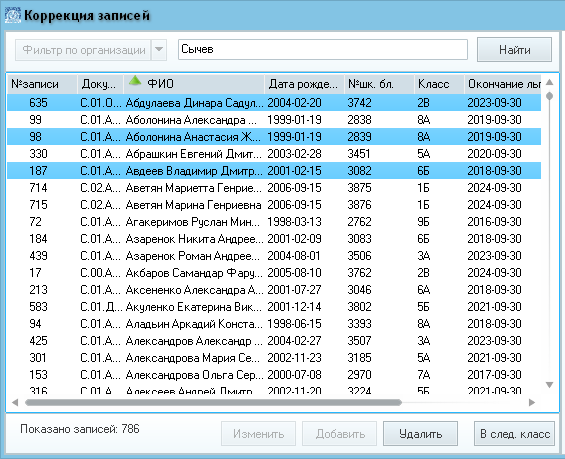 Коррекция записей
Фильтр по организации Сычев Найти
№записи Доку... ФИО Дата рожде... №шк. бл. Класс Окончание льг
635 С.01.О... Абдулаева Динара Садул... 2004-02-20 3742 2В 2023-09-30
99 С.01.А... Аболонина Александра ... 1999-01-19 2838 8А 2019-09-30
98 С.01.А... Аболонина Анастасия Ж... 1999-01-19 2839 8А 2019-09-30
330 С.01.А... Абрашкин Евгений Дмит... 2003-02-28 3451 5А 2020-09-30
187 С.01.А... Авдеев Владимир Дмитр... 2001-02-15 3082 6Б 2018-09-30
714 С.02.А... Аветян Мариетта Генрие... 2006-09-15 3875 1Б 2024-09-30
715 С.02.А... Аветян Марина Генриевна 2006-09-15 3876 1Б 2024-09-30
72 С.01.А... Агакеримов Руслан Мин... 1998-03-13 2762 9Б 2016-09-30
184 С.01.А... Азаренок Никита Андрее... 2001-02-09 3083 6Б 2018-09-30
439 С.01.А... Азаренок Роман Андрее... 2004-08-01 3506 3А 2023-09-30
17 С.00.А... Акбаров Самандар Фару... 2005-08-10 3762 2В 2024-09-30
213 С.01.А... Аксененко Александра А... 2001-07-27 3046 6А 2018-09-30
583 С.01.Д... Акуленко Екатерина Вик... 2001-12-14 3802 5Б 2021-09-30
94 С.01.А... Аладьин Аркадий Конста... 1998-06-15 3393 8А 2018-09-30
425 С.01.А... Александров Александр ... 2004-02-27 3507 3А 2023-09-30
301 С.01.А... Александрова Мария Се... 2002-11-23 3185 5А 2021-09-30
153 С.01.А... Александрова Ольга Сер... 2000-07-08 2970 7А 2017-09-30
316 С.01.А... Алексеев Андрей Дмитр... 2002-11-20 3224 5Б 2021-09-30
Показано записей: 786 Изменить Добавить Удалить В след. класс